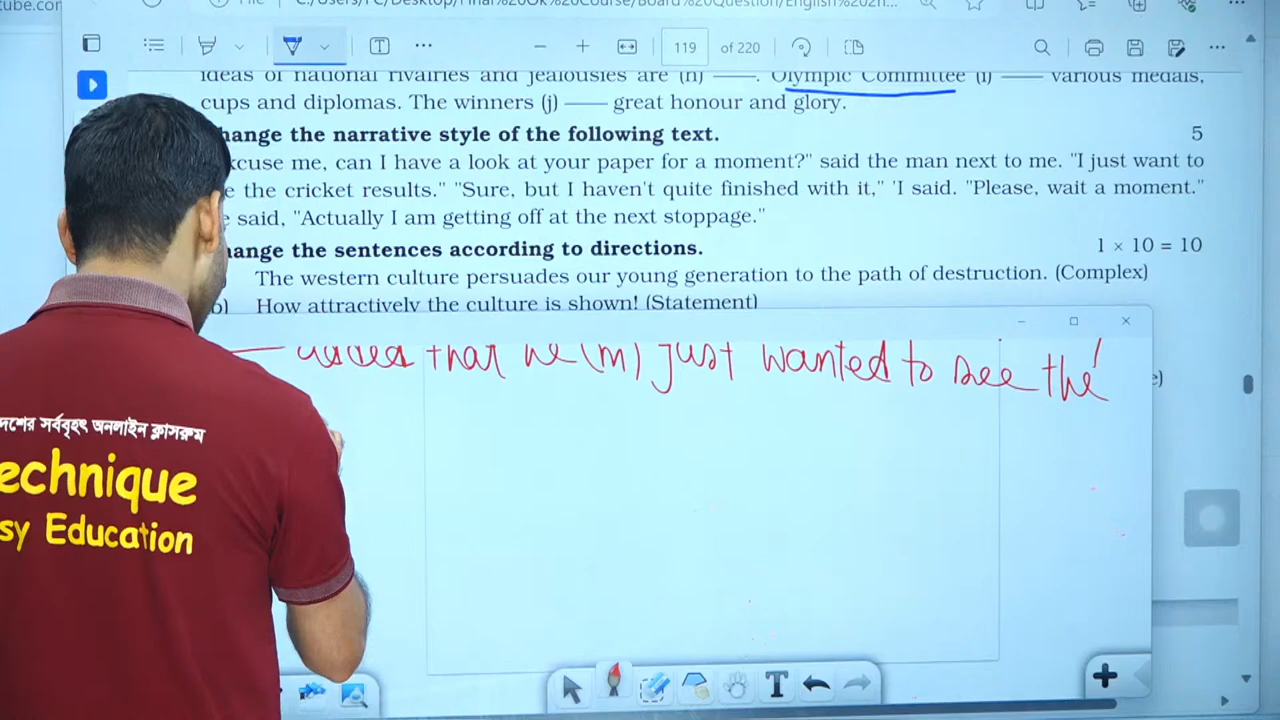 tube.com
119 of 220
ideas of national rivalries and jealousies are (h) ——. Olympic Committee (i) —— various medals,
cups and diplomas. The winners (j) —— great honour and glory.
hange the narrative style of the following text. 5
xcuse me, can I have a look at your paper for a moment?" said the man next to me. "I just want to
e the cricket results." "Sure, but I haven't quite finished with it," 'I said. "Please, wait a moment."
e said, "Actually I am getting off at the next stoppage."
hange the sentences according to directions. 1 × 10 = 10
The western culture persuades our young generation to the path of destruction. (Complex)
b) How attractively the culture is shown! (Statement)
that he (m) just wanted to see the
e)
দেশের সর্ববৃহৎ অনলাইন ক্লাসরুম
echnique
sy Education
T